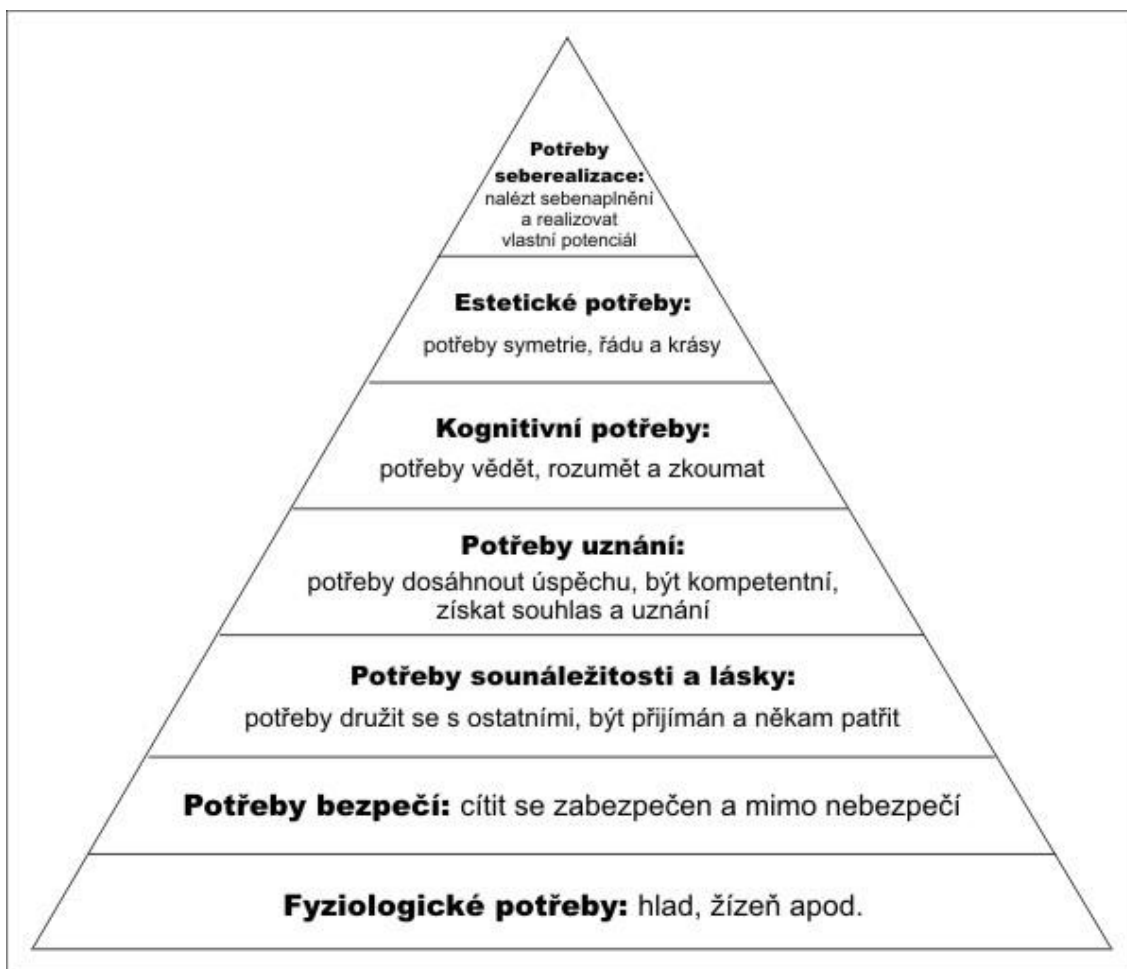 Potřeby
seberealizace:
nalézt sebenaplnění
a realizovat
vlastní potenciál
Estetické potřeby:
potřeby symetrie, řádu a krásy
Kognitivní potřeby:
potřeby vědět, rozumět a zkoumat
Potřeby uznání:
potřeby dosáhnout úspěchu, být kompetentní,
získat souhlas a uznání
Potřeby sounáležitosti a lásky:
potřeby družit se s ostatními, být přijímán a někam patřit
Potřeby bezpečí: cítit se zabezpečen a mimo nebezpečí
Fyziologické potřeby: hlad, žízeň apod.